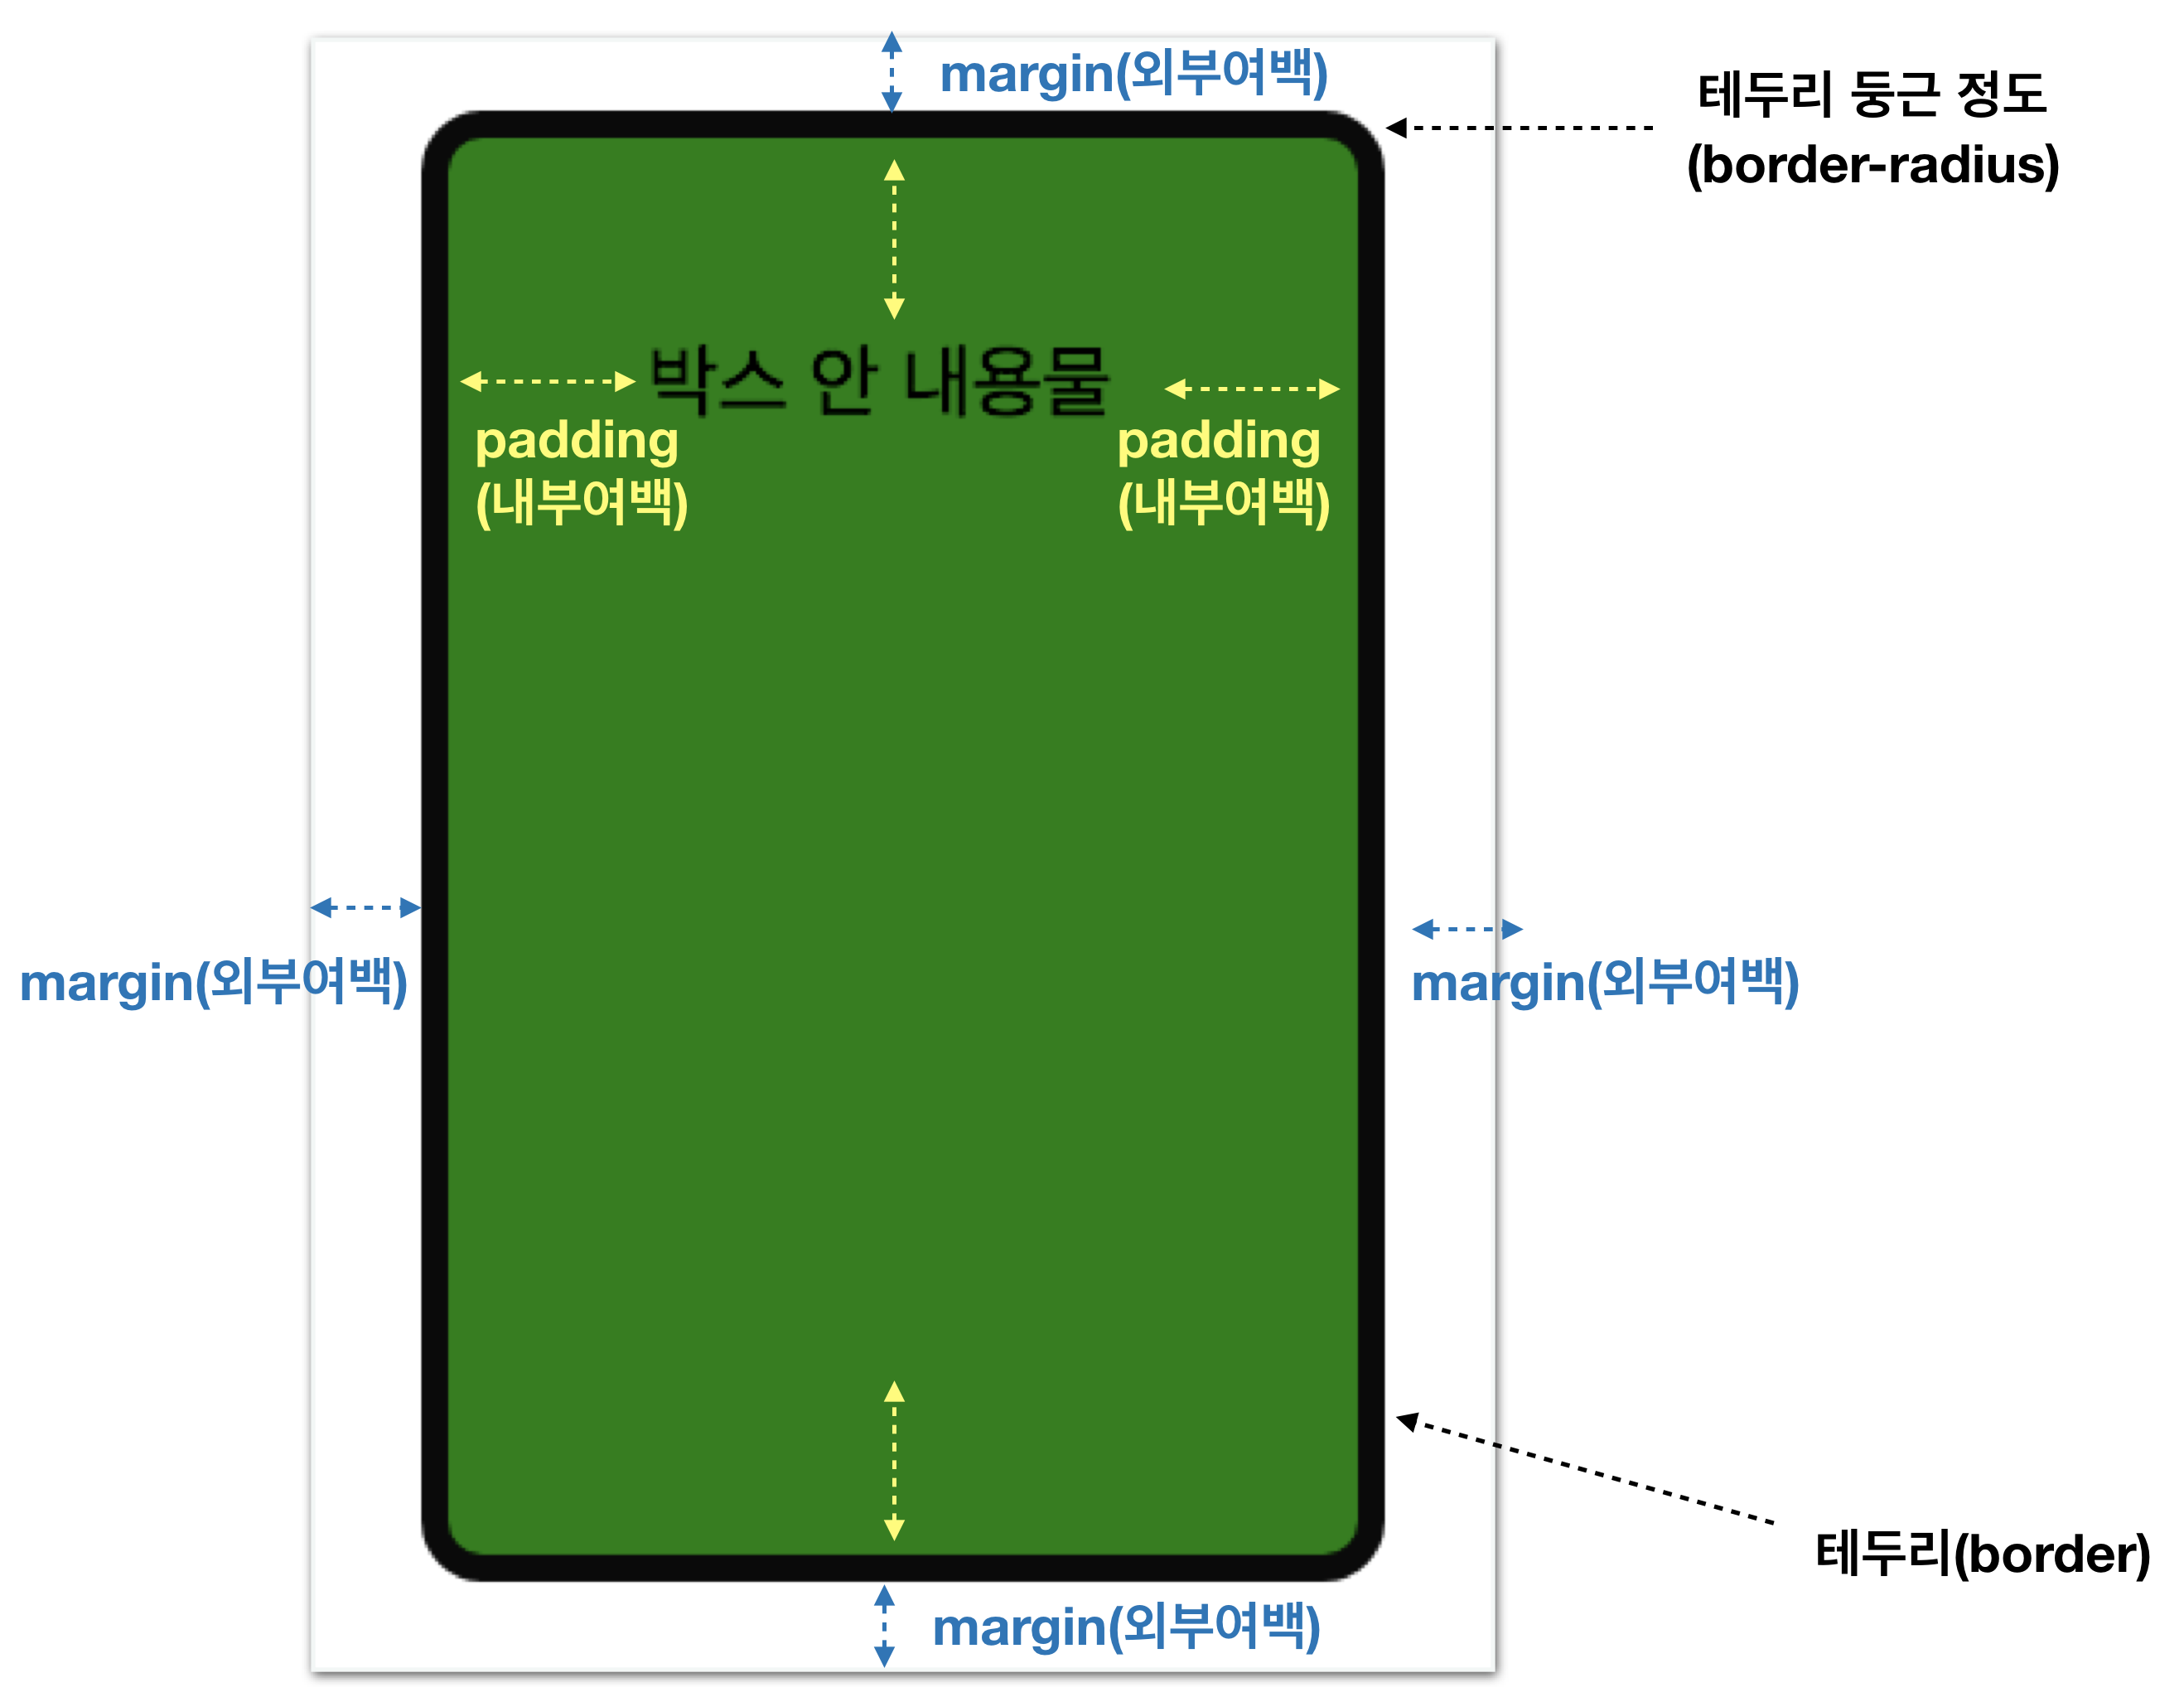 margin(외부여백)
테두리 둥근 정도
(border-radius)
박스 안 내용물
padding
(내부여백)
padding
(내부여백)
margin(외부여백)
margin(외부여백)
테두리(border)
margin(외부여백)